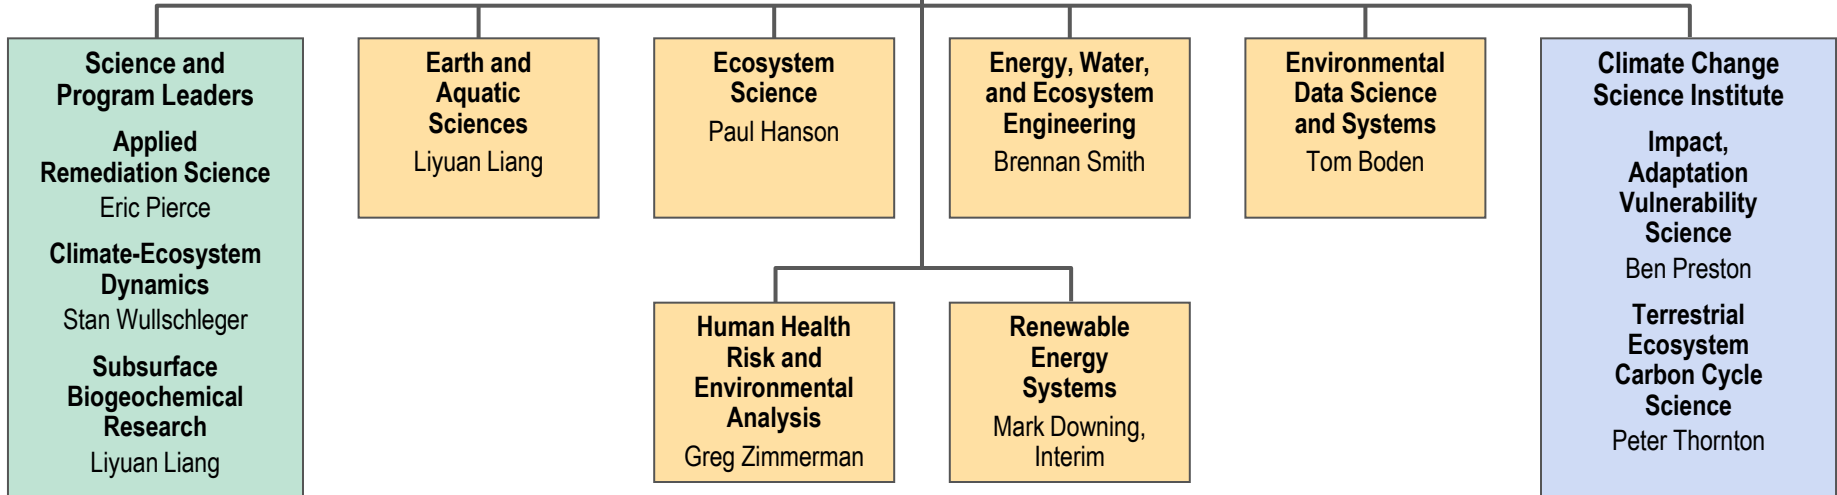 Science and
Program Leaders
Applied
Remediation Science
Eric Pierce
Climate-Ecosystem
Dynamics
Stan Wullschleger
Subsurface
Biogeochemical
Research
Liyuan Liang
Earth and
Aquatic
Sciences
Liyuan Liang
Ecosystem
Science
Paul Hanson
Energy, Water,
and Ecosystem
Engineering
Brennan Smith
Environmental
Data Science
and Systems
Tom Boden
Human Health
Risk and
Environmental
Analysis
Greg Zimmerman
Renewable
Energy
Systems
Mark Downing,
Interim
Climate Change
Science Institute
Impact,
Adaptation
Vulnerability
Science
Ben Preston
Terrestrial
Ecosystem
Carbon Cycle
Science
Peter Thornton